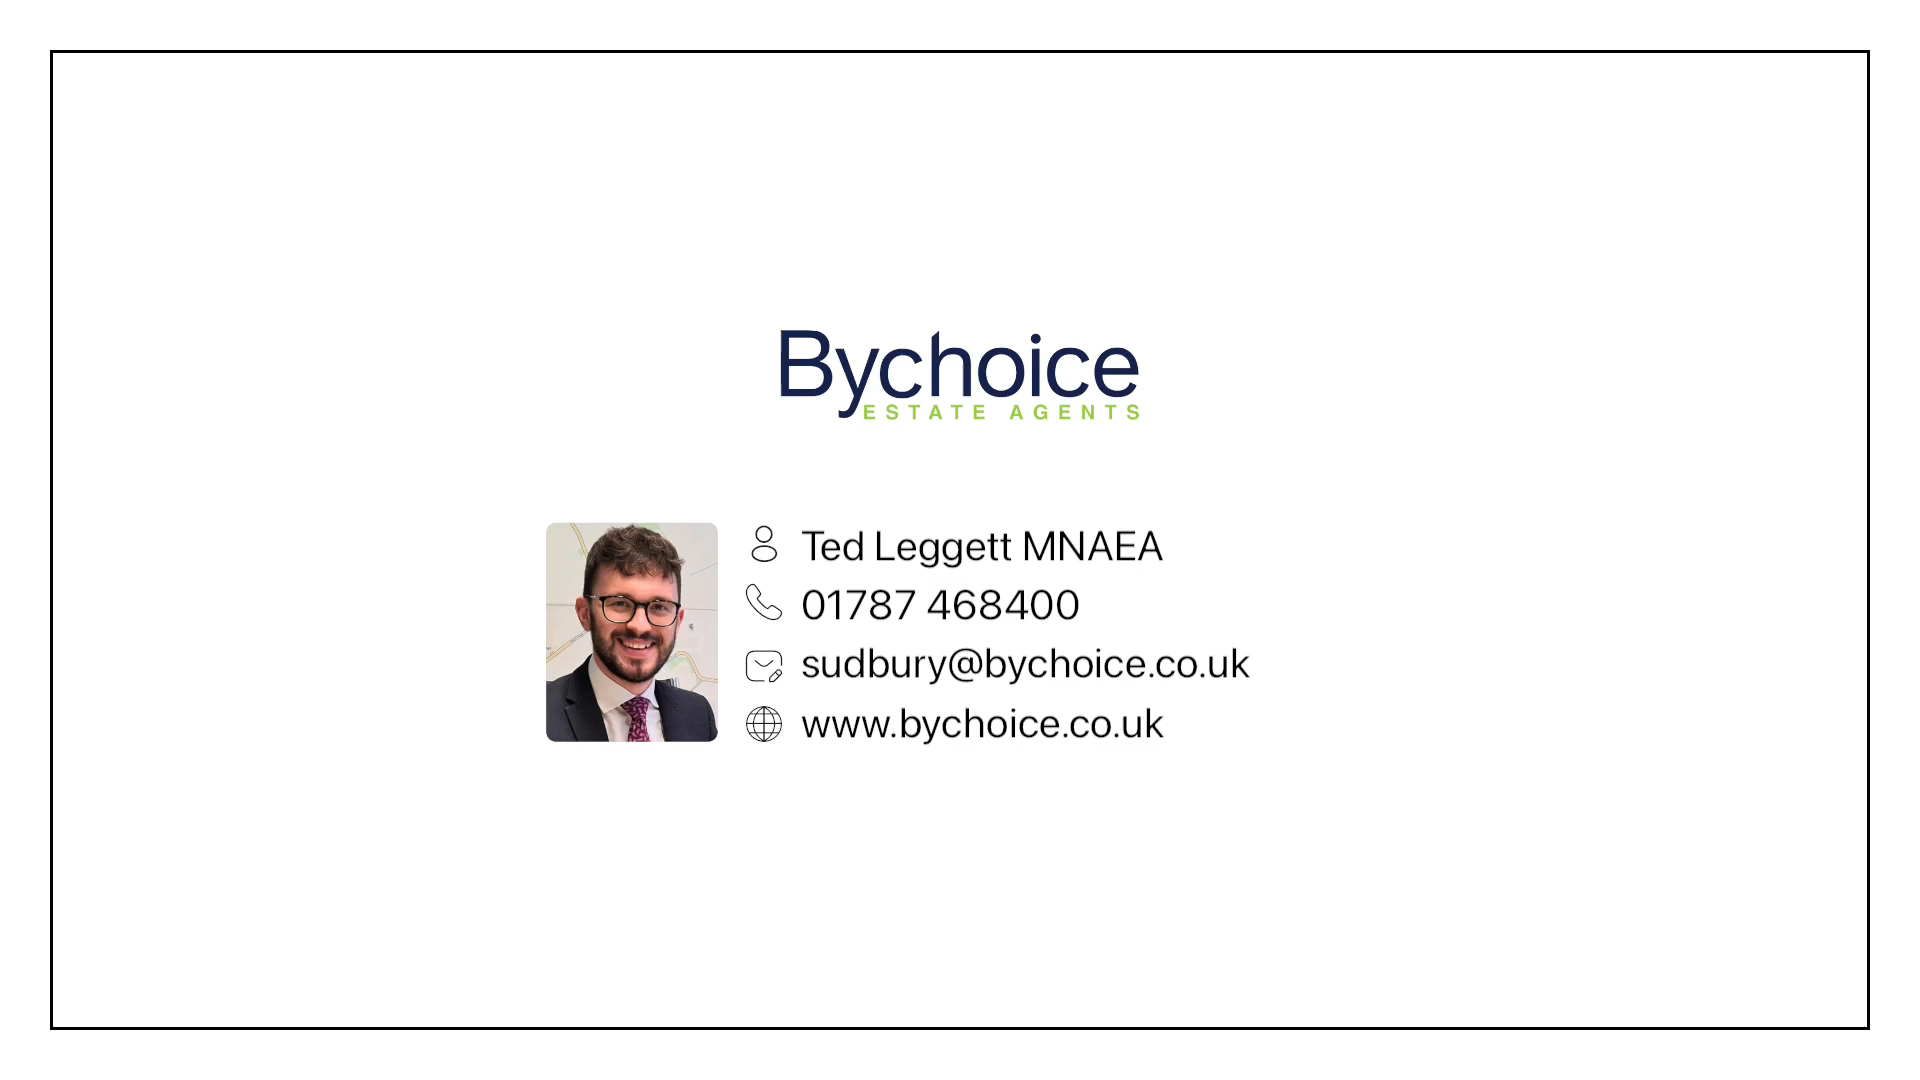 Bychoice
ESTATE AGENTS
Ted Leggett MNAEA
01787 468400
sudbury@bychoice.co.uk
www.bychoice.co.uk